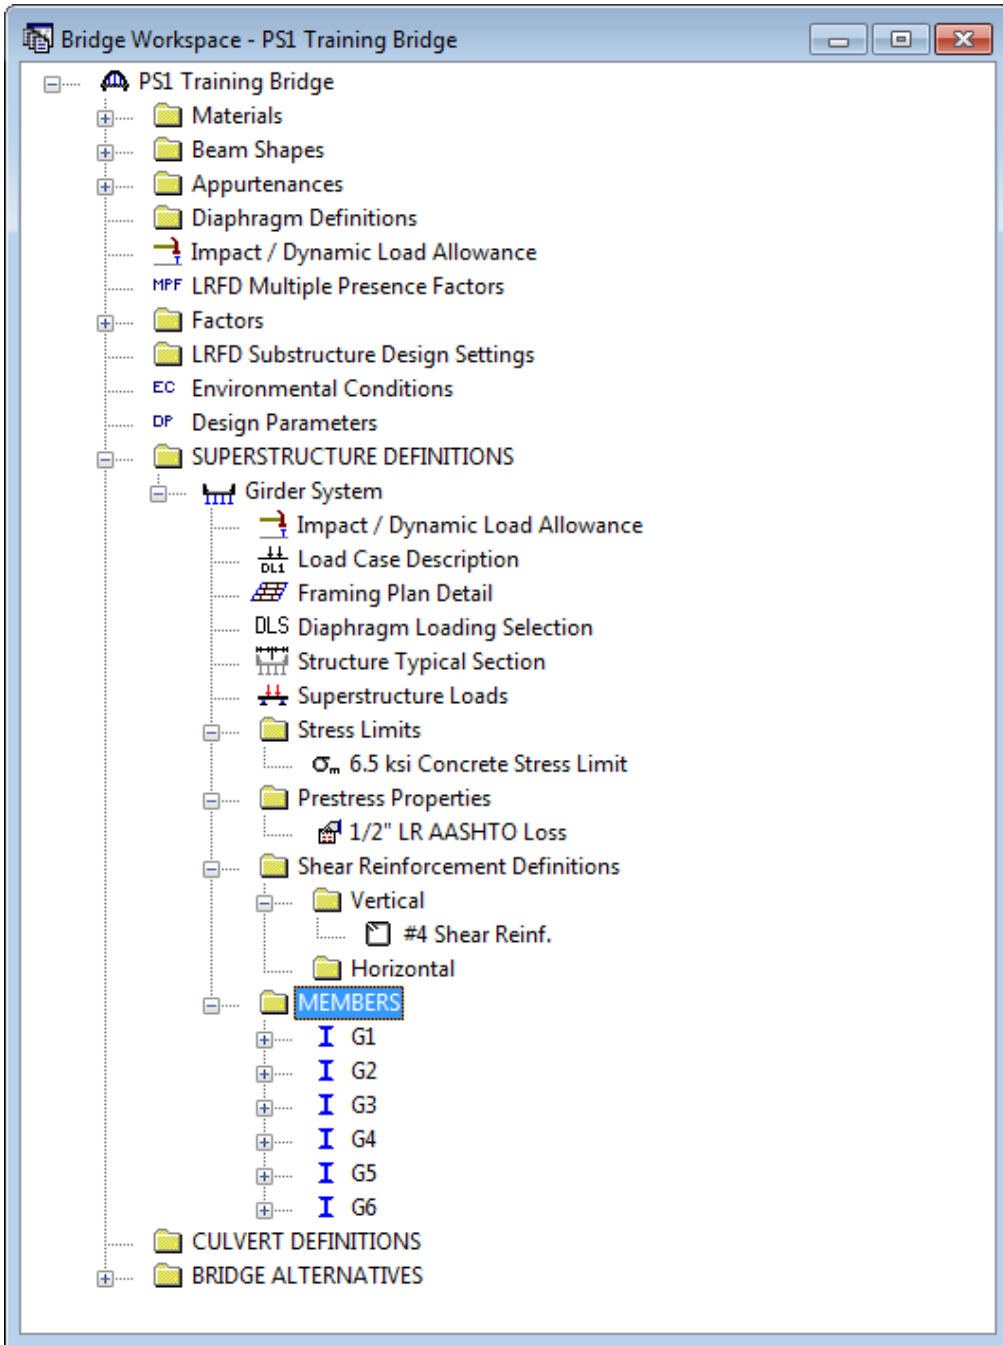 Bridge Workspace - PS1 Training Bridge
PS1 Training Bridge
Materials
Beam Shapes
Appurtenances
Diaphragm Definitions
Impact / Dynamic Load Allowance
MPF LRFD Multiple Presence Factors
Factors
LRFD Substructure Design Settings
EC Environmental Conditions
DP Design Parameters
SUPERSTRUCTURE DEFINITIONS
Girder System
Impact / Dynamic Load Allowance
DL1 Load Case Description
Framing Plan Detail
DLS Diaphragm Loading Selection
Structure Typical Section
Superstructure Loads
Stress Limits
σm 6.5 ksi Concrete Stress Limit
Prestress Properties
1/2" LR AASHTO Loss
Shear Reinforcement Definitions
Vertical
#4 Shear Reinf.
Horizontal
MEMBERS
G1
G2
G3
G4
G5
G6
CULVERT DEFINITIONS
BRIDGE ALTERNATIVES